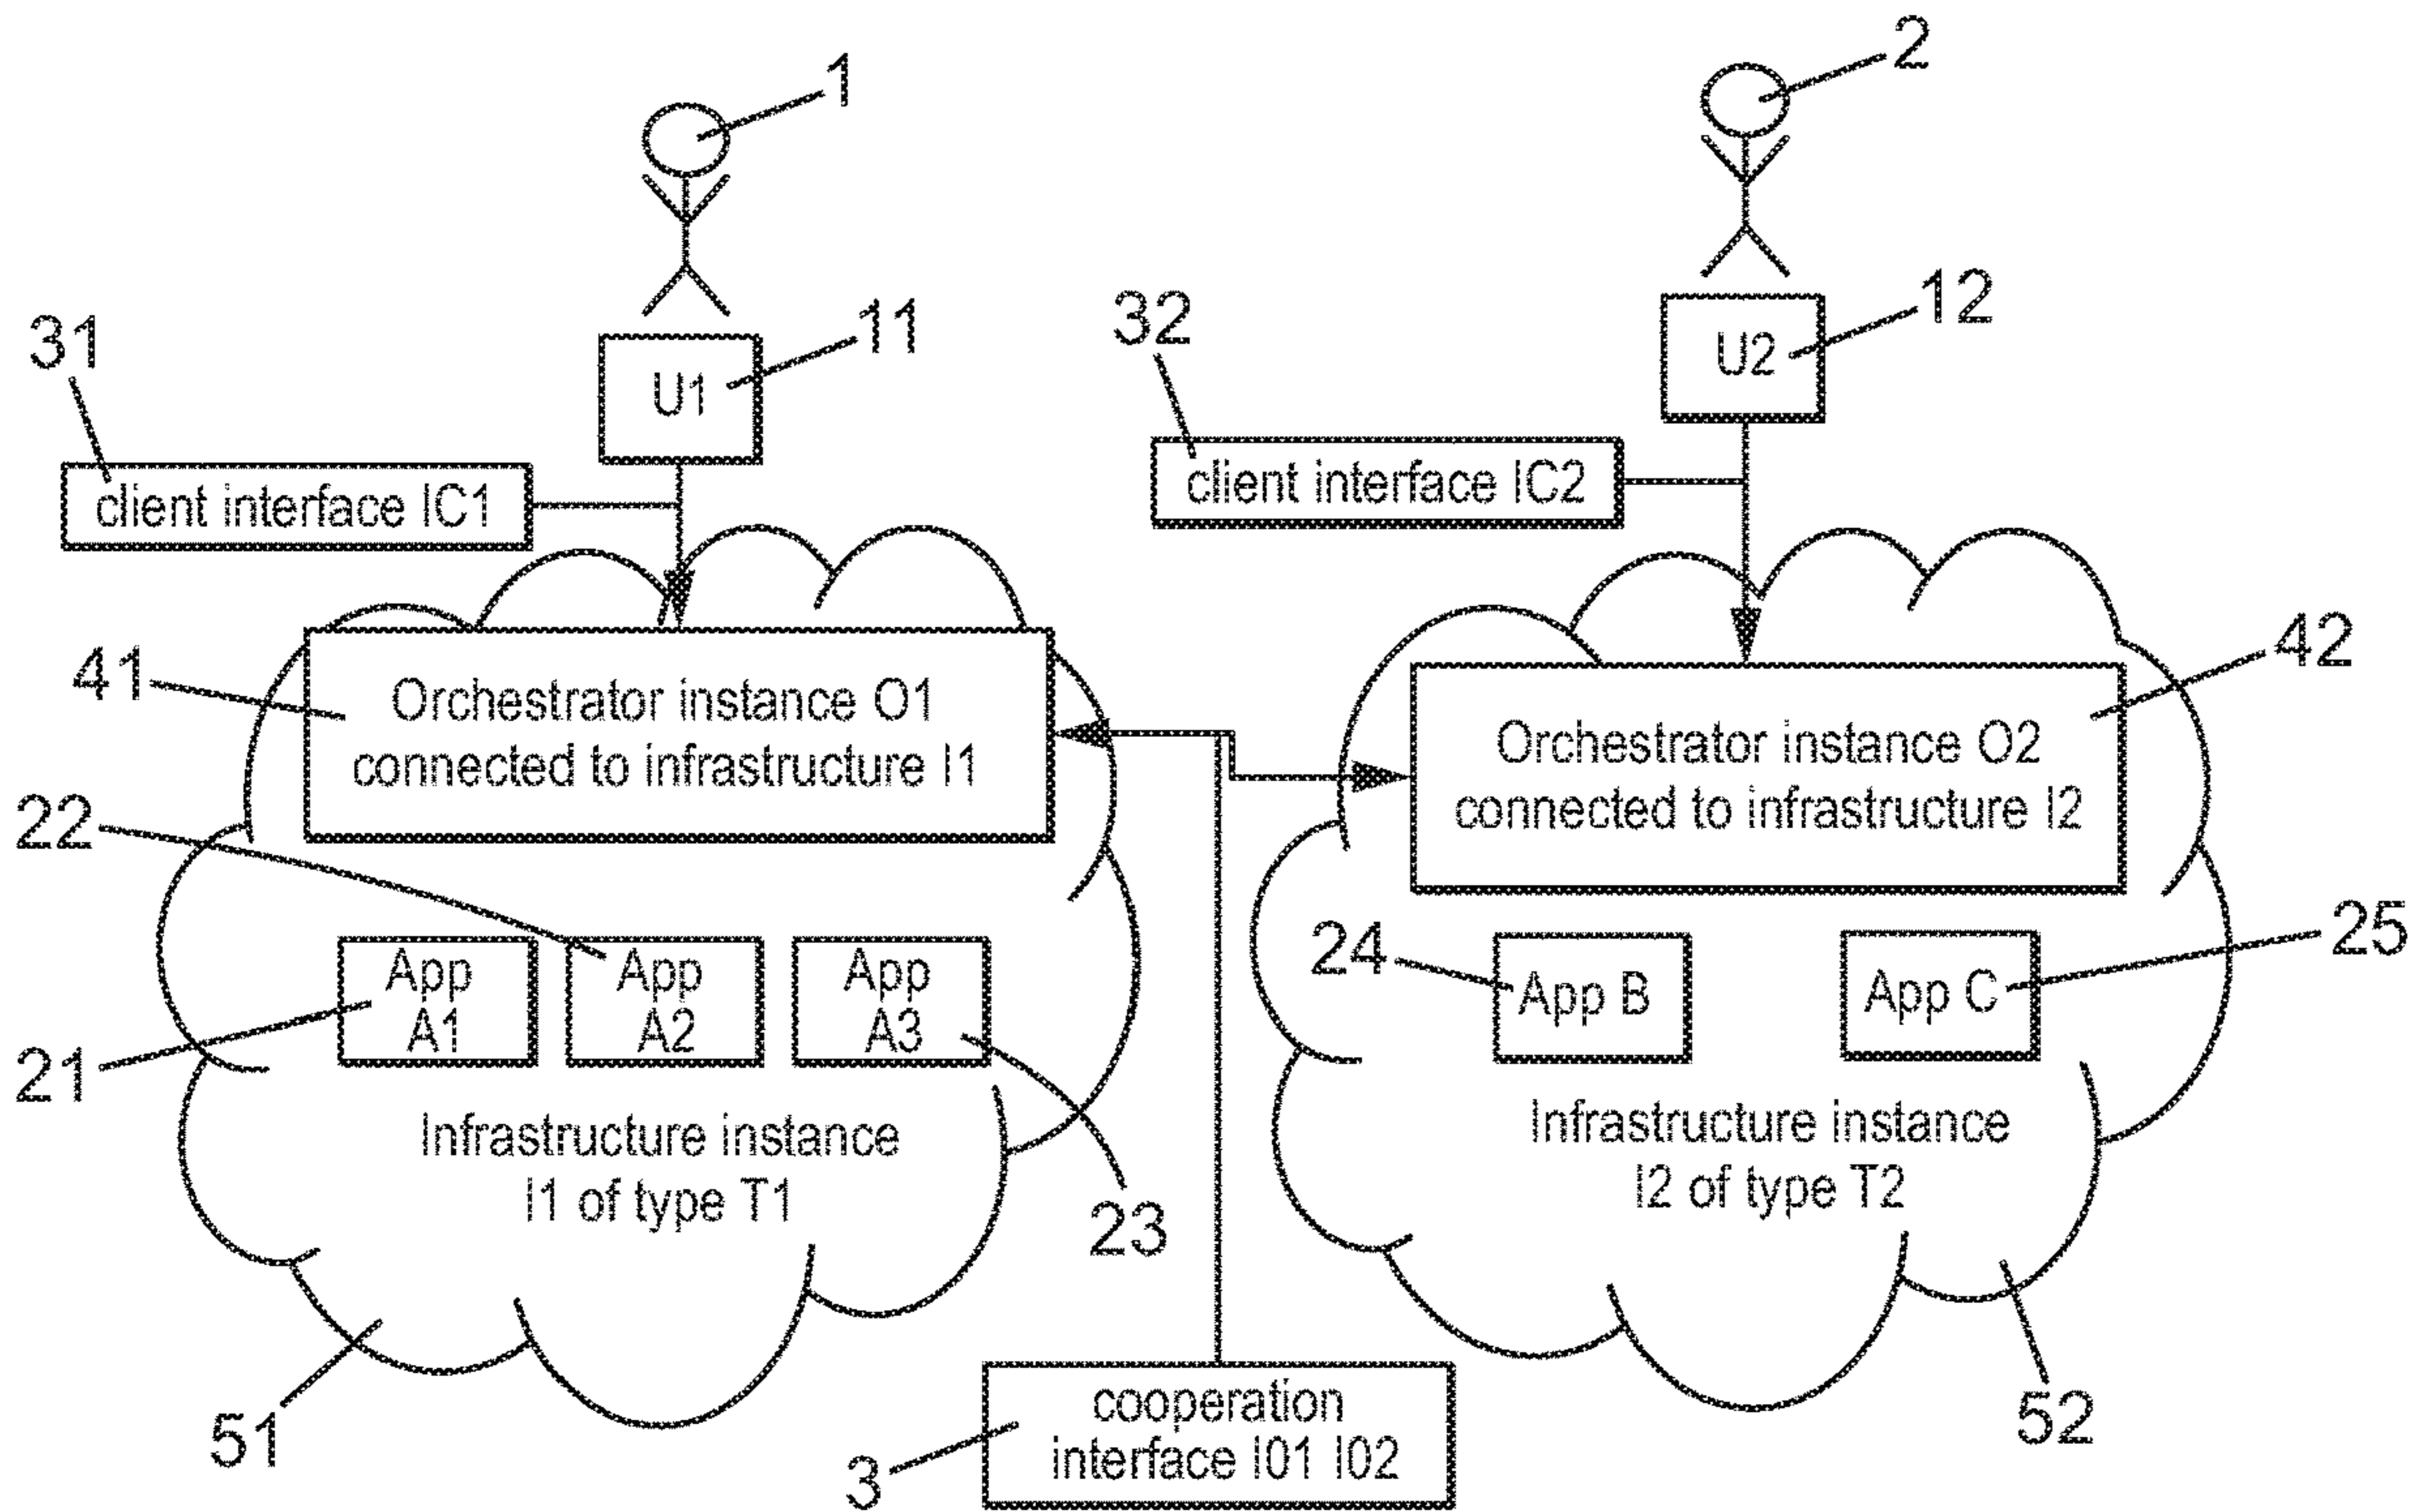 1
2
31
11
U1
client interface IC1
32
12
U2
client interface IC2
41
Orchestrator instance O1
connected to infrastructure I1
42
Orchestrator instance O2
connected to infrastructure I2
22
21
App
A1
App
A2
App
A3
23
Infrastructure instance
I1 of type T1
51
24
App B
App C
25
Infrastructure instance
I2 of type T2
52
3
cooperation
interface I01 I02